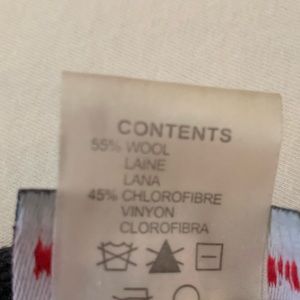 CONTENTS
55% WOOL
LAINE
LANA
45% CHLOROFIBRE
VINYON
CLOROFIBRA